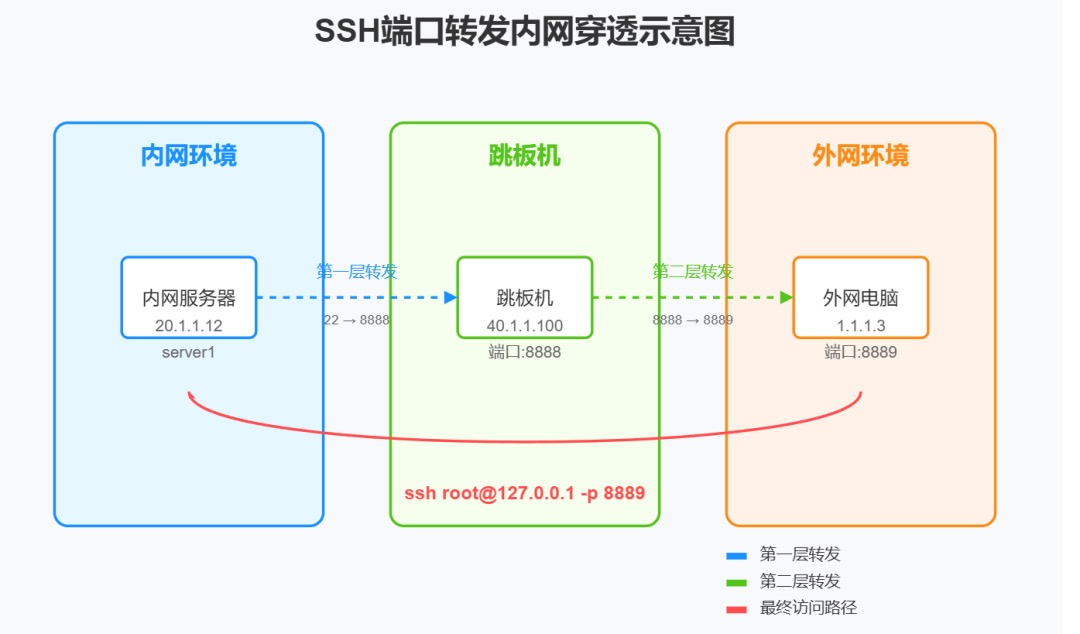 SSH端口转发内网穿透示意图
内网环境
跳板机
外网环境
第一层转发
第二层转发
内网服务器
跳板机
外网电脑
20.1.1.12
22 → 8888
40.1.1.100
8888 → 8889
1.1.1.3
server1
端口:8888
端口:8889
ssh root@127.0.0.1 -p 8889
第一层转发
第二层转发
最终访问路径